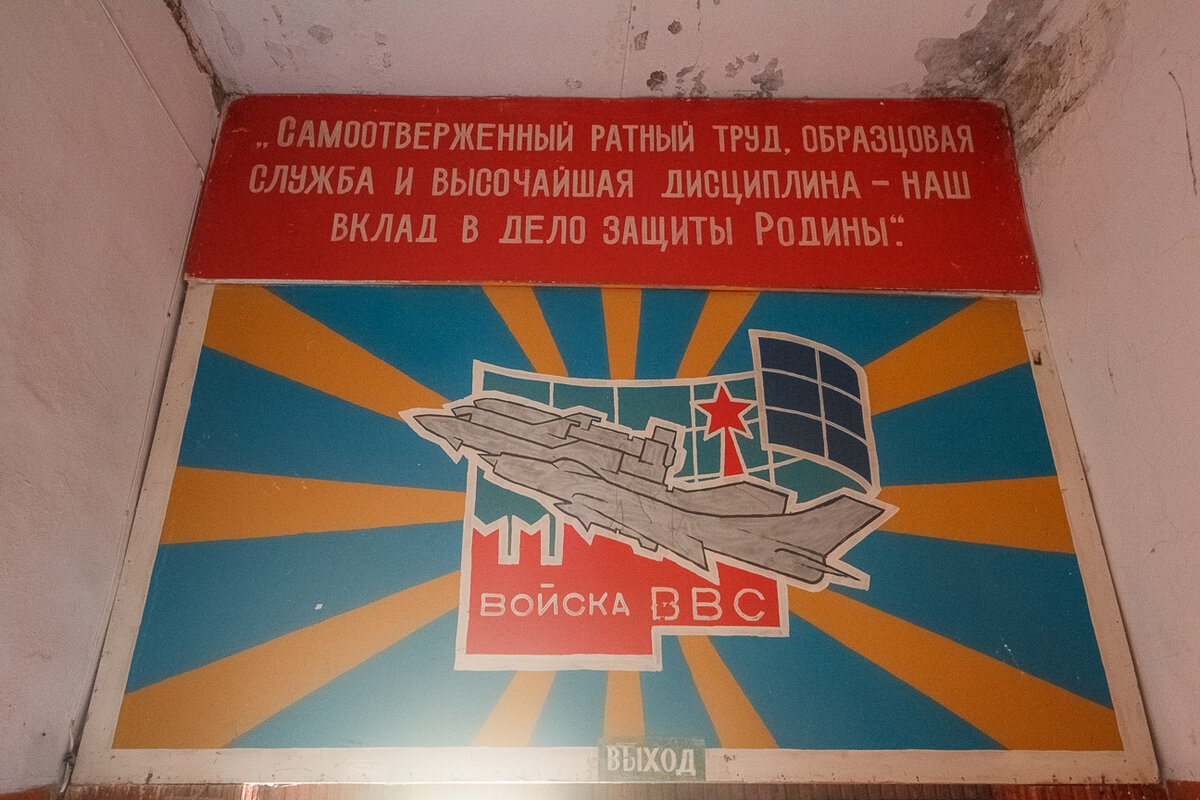 „Самоотверженный ратный труд, образцовая
служба и высочайшая дисциплина – наш
вклад в дело защиты Родины“.
ВОЙСКА ВВС
ВЫХОД